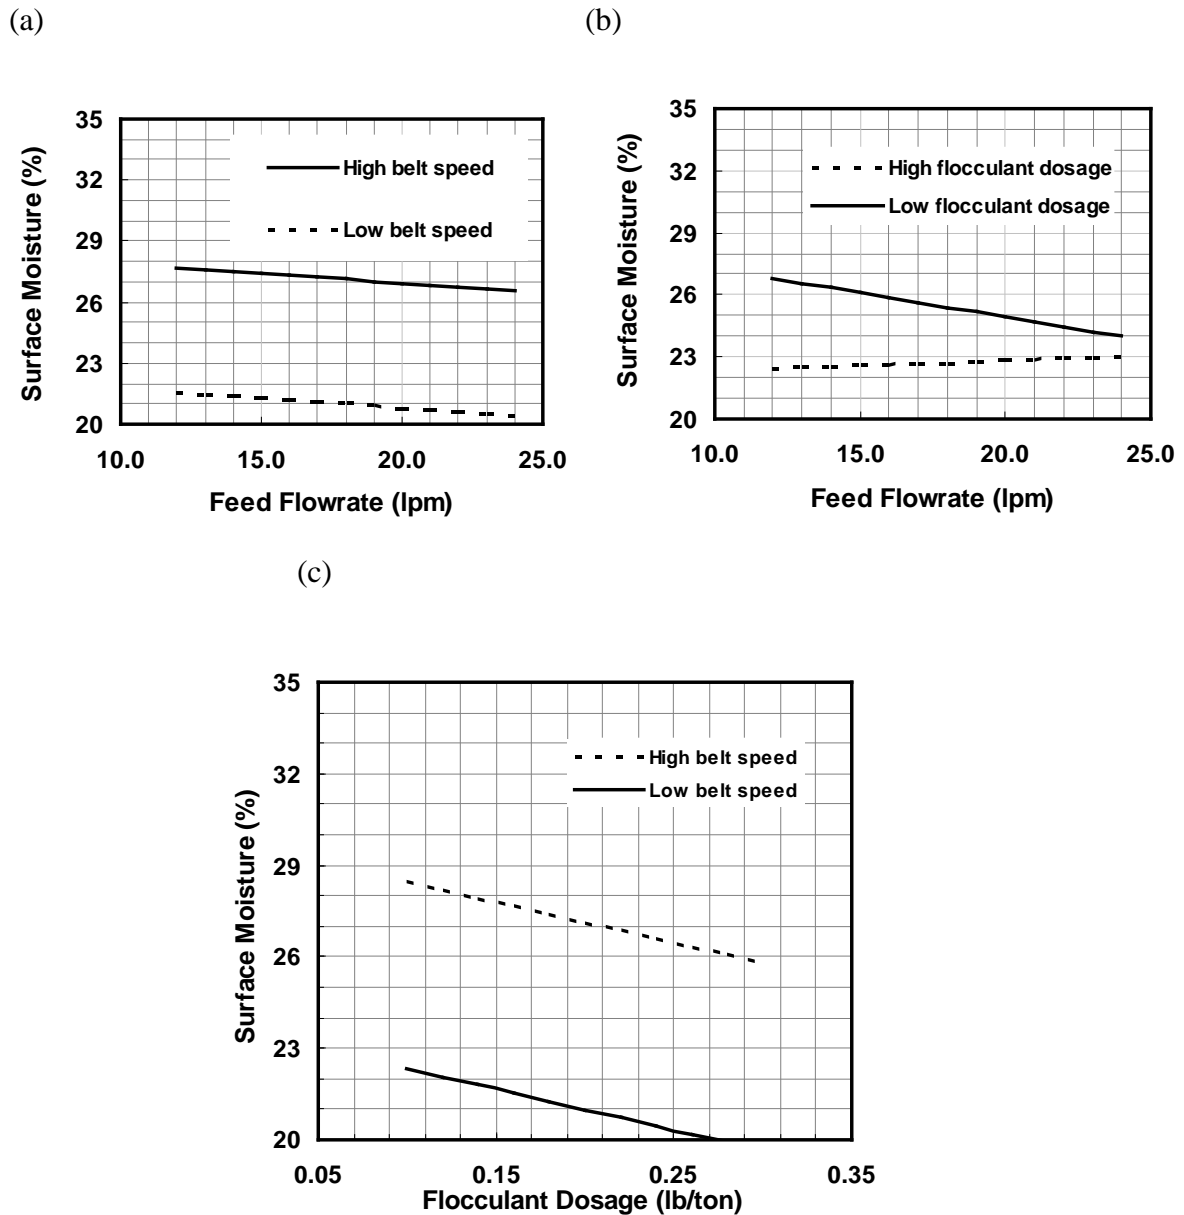 (a)
(b)
35
32
29
26
23
20
Surface Moisture (%)
High belt speed
Low belt speed
10.0 15.0 20.0 25.0
Feed Flowrate (lpm)
35
32
29
26
23
20
Surface Moisture (%)
High flocculant dosage
Low flocculant dosage
10.0 15.0 20.0 25.0
Feed Flowrate (lpm)
(c)
35
32
29
26
23
20
Surface Moisture (%)
High belt speed
Low belt speed
0.05 0.15 0.25 0.35
Flocculant Dosage (lb/ton)